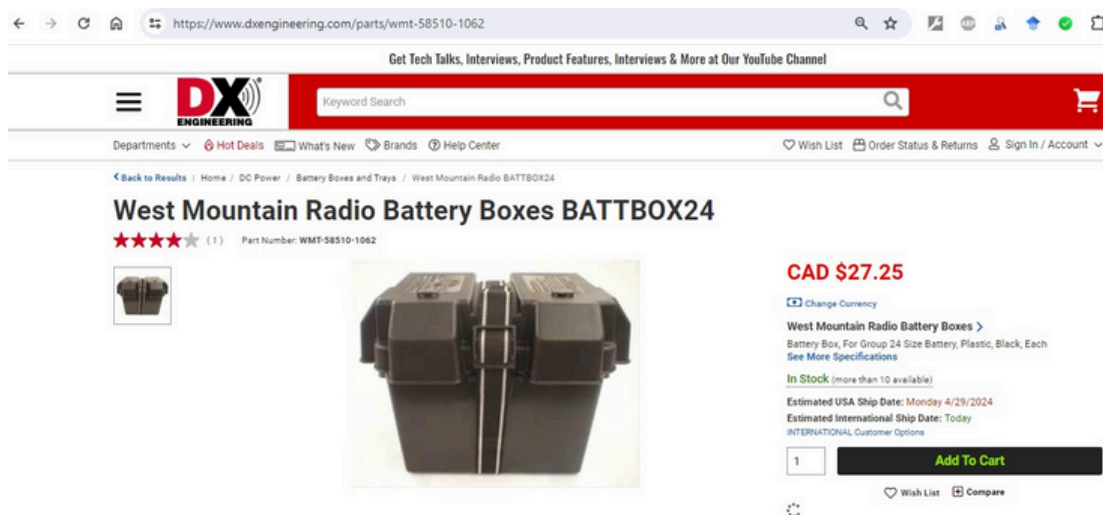 https://www.dxengineering.com/parts/wmt-58510-1062
Get Tech Talks, Interviews, Product Features, Interviews & More at Our YouTube Channel
DX
ENGINEERING
Keyword Search
Departments Hot Deals What's New Brands Help Center
Wish List Order Status & Returns Sign In / Account
Back to Results | Home / DC Power / Battery Boxes and Trays / West Mountain Radio BATTBOX24
West Mountain Radio Battery Boxes BATTBOX24
(1) Part Number: WMT-58510-1062
CAD $27.25
Change Currency
West Mountain Radio Battery Boxes
Battery Box, For Group 24 Size Battery, Plastic, Black, Each
See More Specifications
In Stock (more than 10 available)
Estimated USA Ship Date: Monday 4/29/2024
Estimated International Ship Date: Today
INTERNATIONAL Customer Options
1 Add To Cart
Wish List Compare